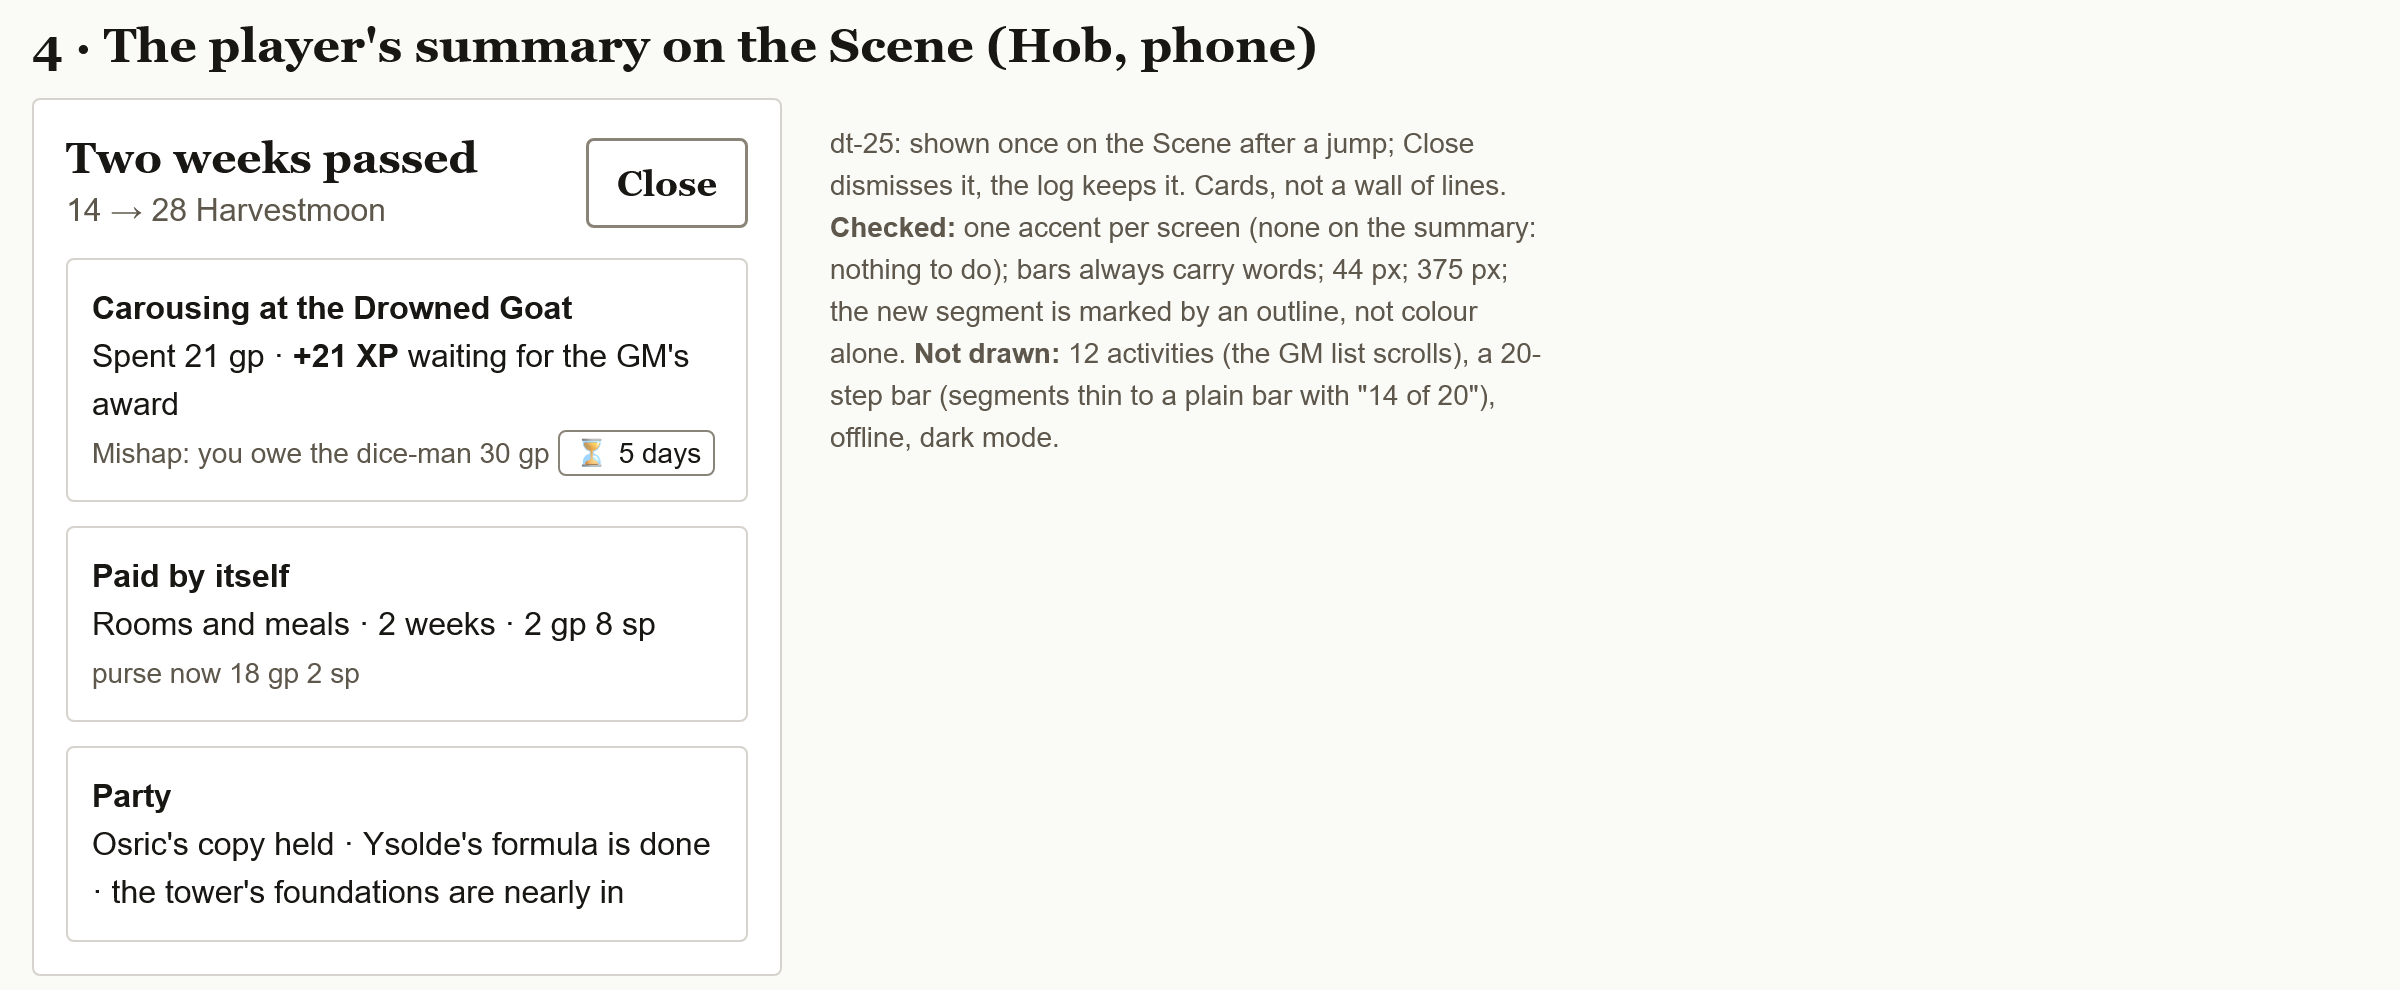 4 · The player's summary on the Scene (Hob, phone)
Two weeks passed
14 → 28 Harvestmoon
Close
Carousing at the Drowned Goat
Spent 21 gp · +21 XP waiting for the GM's
award
Mishap: you owe the dice-man 30 gp ⏳ 5 days
Paid by itself
Rooms and meals · 2 weeks · 2 gp 8 sp
purse now 18 gp 2 sp
Party
Osric's copy held · Ysolde's formula is done
· the tower's foundations are nearly in
dt-25: shown once on the Scene after a jump; Close
dismisses it, the log keeps it. Cards, not a wall of lines.
Checked: one accent per screen (none on the summary:
nothing to do); bars always carry words; 44 px; 375 px;
the new segment is marked by an outline, not colour
alone. Not drawn: 12 activities (the GM list scrolls), a 20-
step bar (segments thin to a plain bar with "14 of 20"),
offline, dark mode.